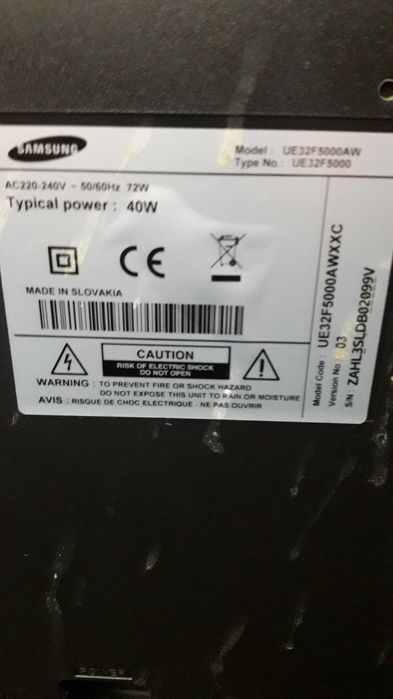 SAMSUNG
Model : UE32F5000AW
Type No. : UE32F5000
AC220-240V ~ 50/60Hz 72W
Typical power : 40W
CE
MADE IN SLOVAKIA
CAUTION
RISK OF ELECTRIC SHOCK
DO NOT OPEN
WARNING : TO PREVENT FIRE OR SHOCK HAZARD
DO NOT EXPOSE THIS UNIT TO RAIN OR MOISTURE
AVIS : RISQUE DE CHOC ELECTRIQUE - NE PAS OUVRIR
Model Code : UE32F5000AWXXC
Version No : 03
S/N : ZAHL3SLDB02099V
POWER